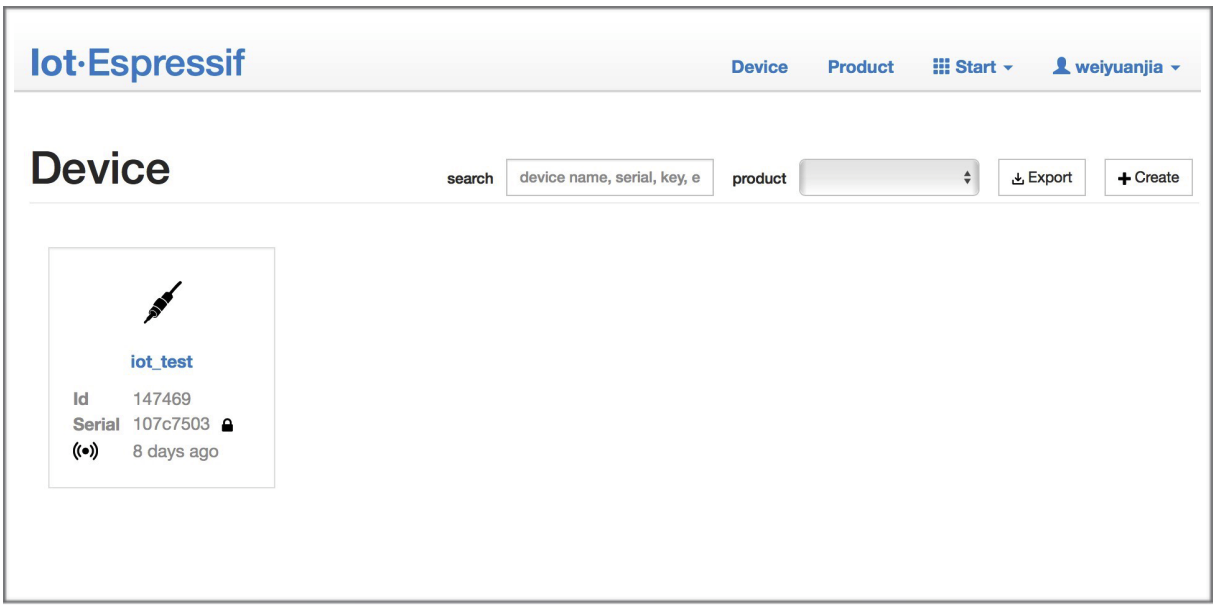 Iot·Espressif
Device Product Start weiyuanjia
Device
search device name, serial, key, e product Export Create
iot_test
Id 147469
Serial 107c7503
8 days ago